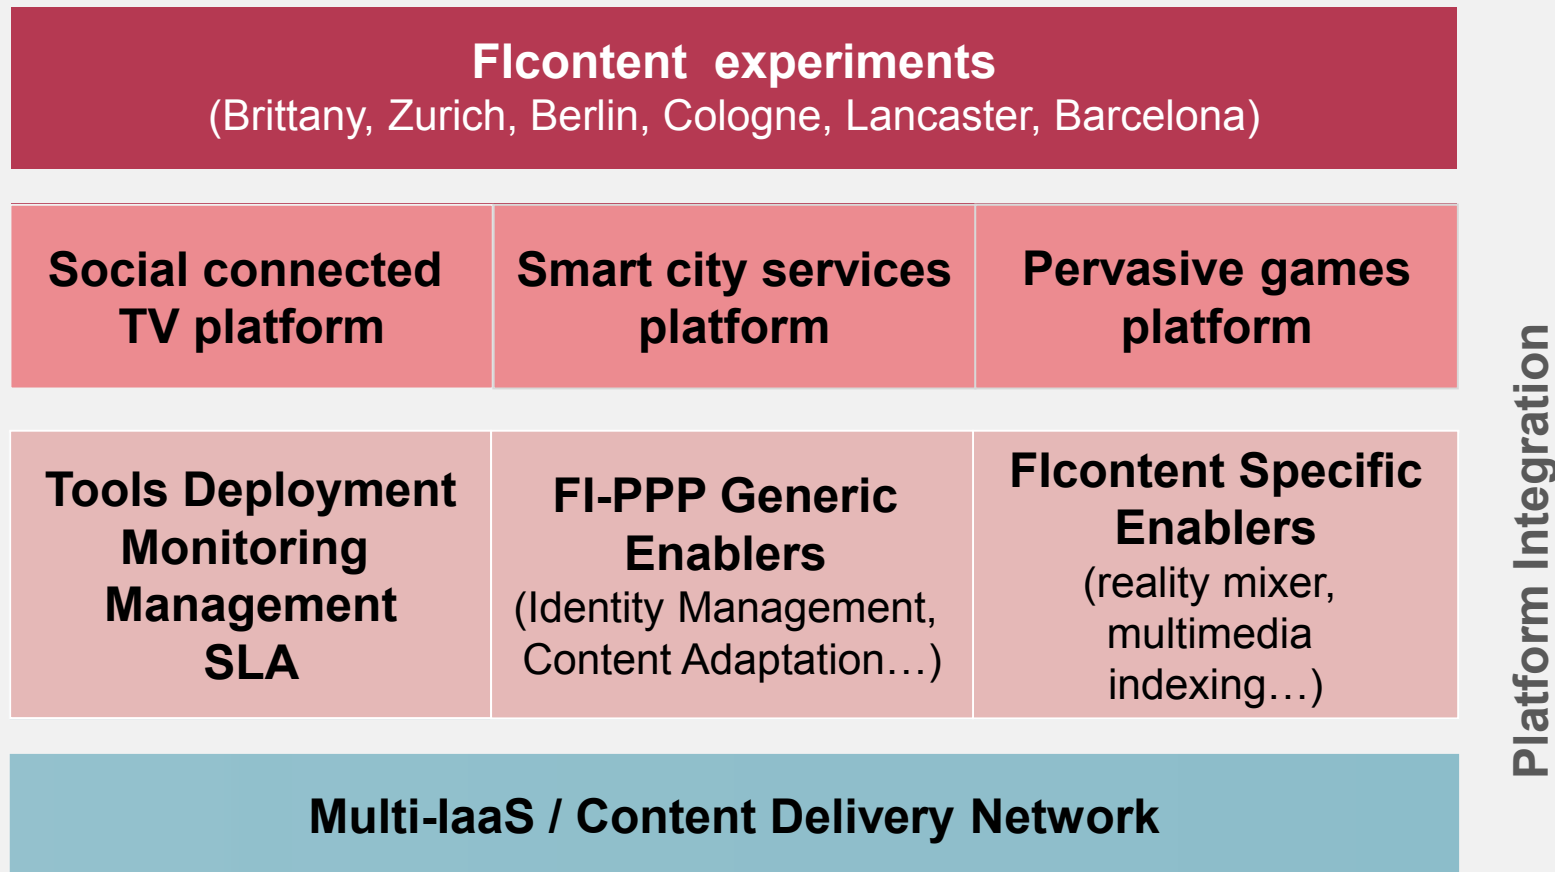 FIcontent experiments
(Brittany, Zurich, Berlin, Cologne, Lancaster, Barcelona)
Social connected
TV platform
Smart city services
platform
Pervasive games
platform
Tools Deployment
Monitoring
Management
SLA
FI-PPP Generic
Enablers
(Identity Management,
Content Adaptation…)
FIcontent Specific
Enablers
(reality mixer,
multimedia
indexing…)
Multi-IaaS / Content Delivery Network
Platform Integration